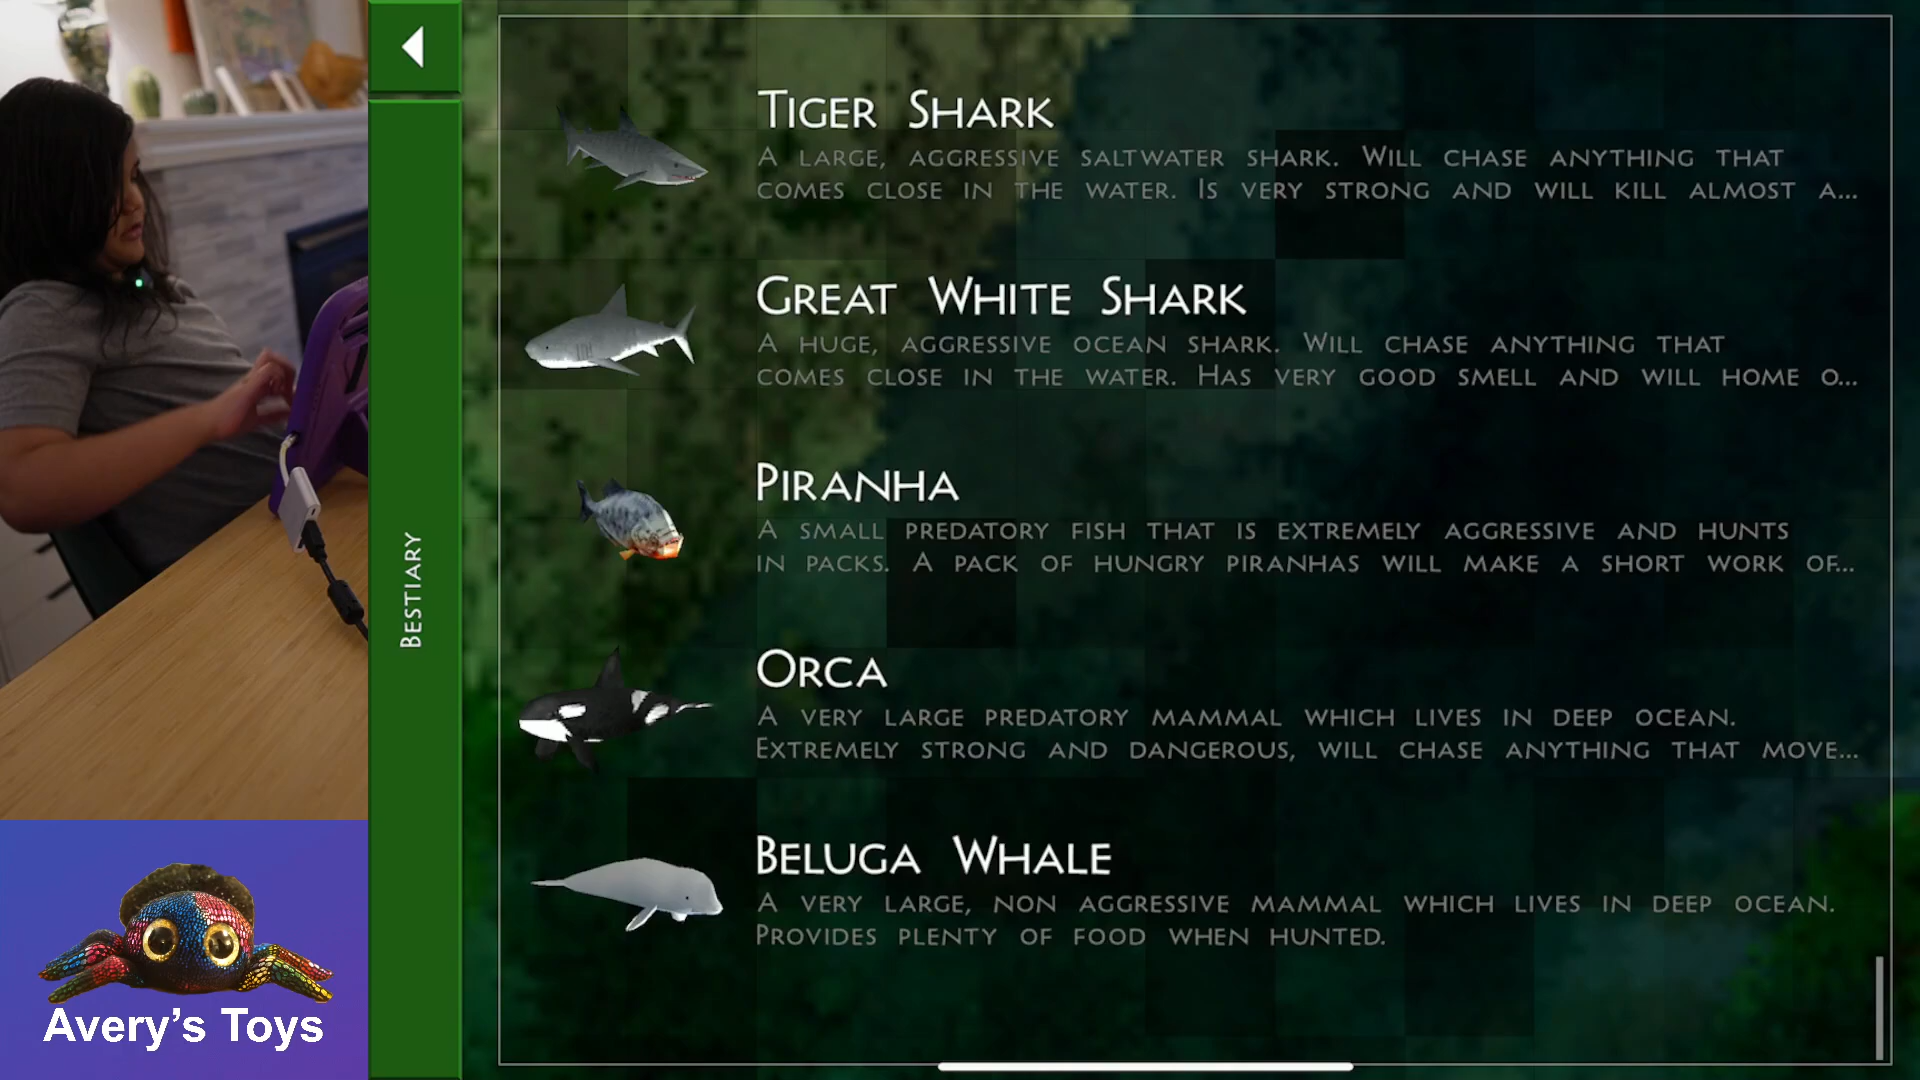 Tiger Shark
A large, aggressive saltwater shark. Will chase anything that
comes close in the water. Is very strong and will kill almost a...
Great White Shark
A huge, aggressive ocean shark. Will chase anything that
comes close in the water. Has very good smell and will home o...
Piranha
A small predatory fish that is extremely aggressive and hunts
in packs. A pack of hungry piranhas will make a short work of...
Orca
A very large predatory mammal which lives in deep ocean.
Extremely strong and dangerous, will chase anything that move...
Beluga Whale
A very large, non aggressive mammal which lives in deep ocean.
Provides plenty of food when hunted.
Bestiary
Avery's Toys